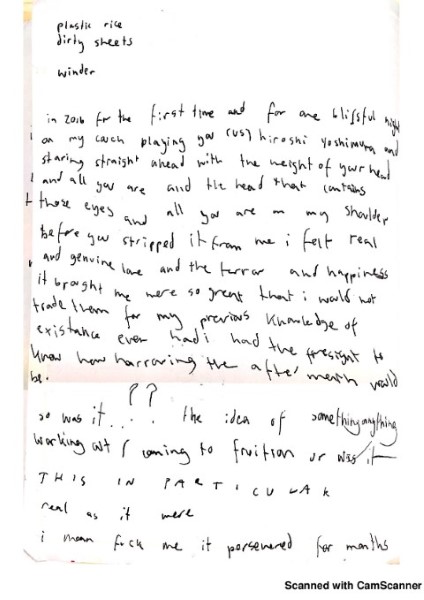 plastic rice
dirty sheets
winder
in 2016 for the first time and for one blissful night
on my couch playing you (us) hiroshi yoshimura and
staring straight ahead with the weight of your head
and all you are and the head that contains
those eyes and all you are on my shoulder
before you stripped it from me i felt real
and genuine love and the terror and happiness
it brought me were so great that i would not
trade them for my previous knowledge of
existance even had i had the foresight to
know how harrowing the aftermath would
be.
??
so was it .... the idea of something/anything
working out / coming to fruition or was it
THIS IN PARTICULAR
real as it were
i mean fuck me it persevered for months
Scanned with CamScanner